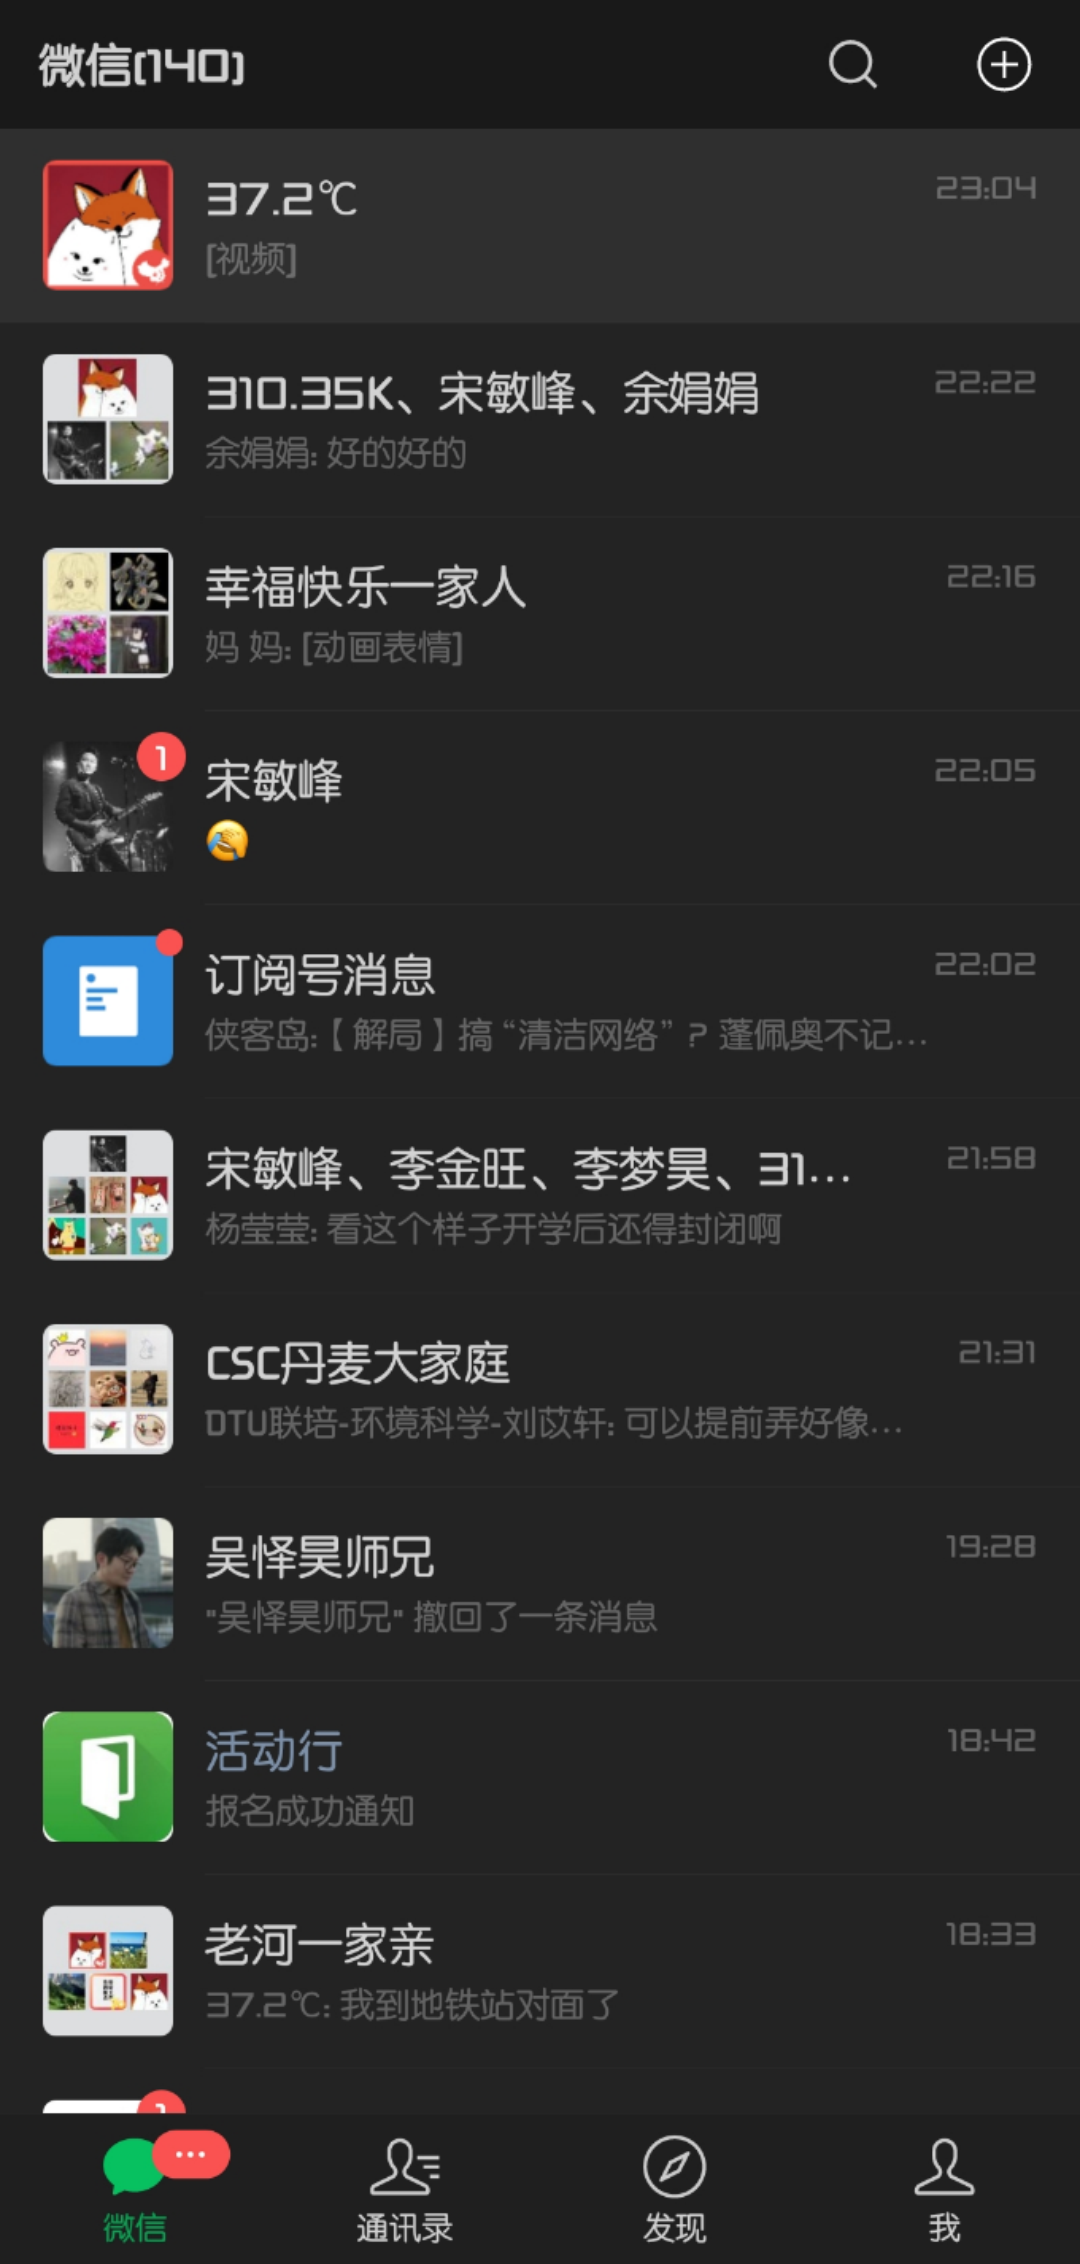 微信(140)
37.2℃
23:04
[视频]
310.35K、宋敏峰、余娟娟
22:22
余娟娟: 好的好的
幸福快乐一家人
22:16
妈 妈: [动画表情]
1
宋敏峰
22:05
订阅号消息
22:02
侠客岛:【解局】搞“清洁网络”？蓬佩奥不记...
宋敏峰、李金旺、李梦昊、31...
21:58
杨莹莹: 看这个样子开学后还得封闭啊
CSC丹麦大家庭
21:31
DTU联培-环境科学-刘苡轩: 可以提前弄好像...
吴怿昊师兄
19:28
"吴怿昊师兄" 撤回了一条消息
活动行
18:42
报名成功通知
老河一家亲
18:33
37.2℃: 我到地铁站对面了
微信
通讯录
发现
我